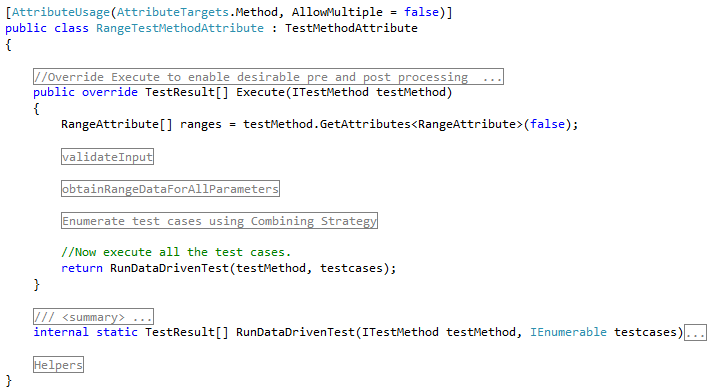 [AttributeUsage(AttributeTargets.Method, AllowMultiple = false)]
public class RangeTestMethodAttribute : TestMethodAttribute
{
//Override Execute to enable desirable pre and post processing ...
public override TestResult[] Execute(ITestMethod testMethod)
{
RangeAttribute[] ranges = testMethod.GetAttributes<RangeAttribute>(false);
validateInput
obtainRangeDataForAllParameters
Enumerate test cases using Combining Strategy
//Now execute all the test cases.
return RunDataDrivenTest(testMethod, testcases);
}
/// <summary> ...
internal static TestResult[] RunDataDrivenTest(ITestMethod testMethod, IEnumerable testcases)...
Helpers
}